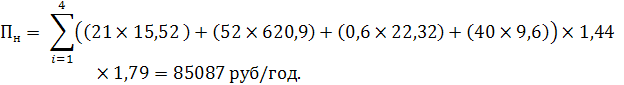 Пн = ∑ i=1 4 ((21 × 15,52 ) + (52 × 620,9) + (0,6 × 22,32) + (40 × 9,6)) × 1,44
× 1,79 = 85087 руб/год.